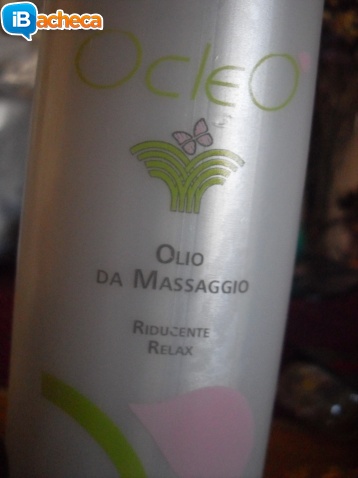 iBacheca
OcleO
OLIO
DA MASSAGGIO
RIDUCENTE
RELAX